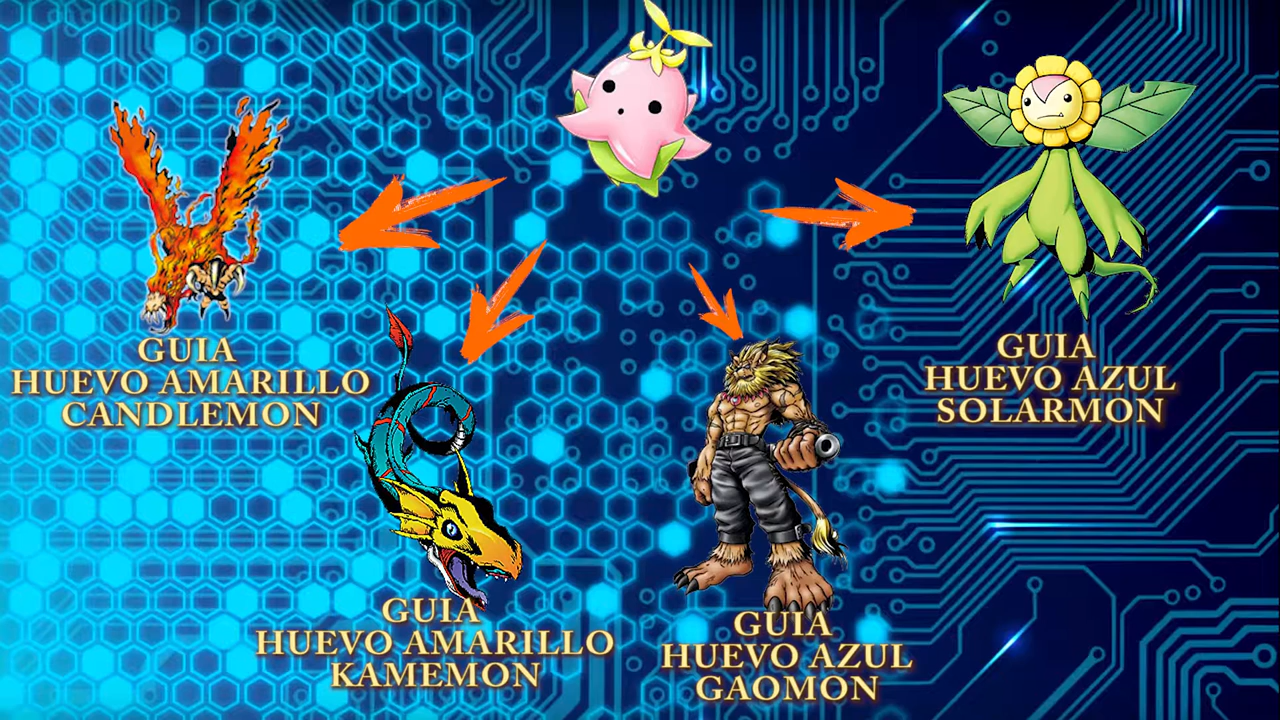 GUIA
HUEVO AMARILLO
CANDLEMON
GUIA
HUEVO AMARILLO
KAMEMON
GUIA
HUEVO AZUL
GAOMON
GUIA
HUEVO AZUL
SOLARMON